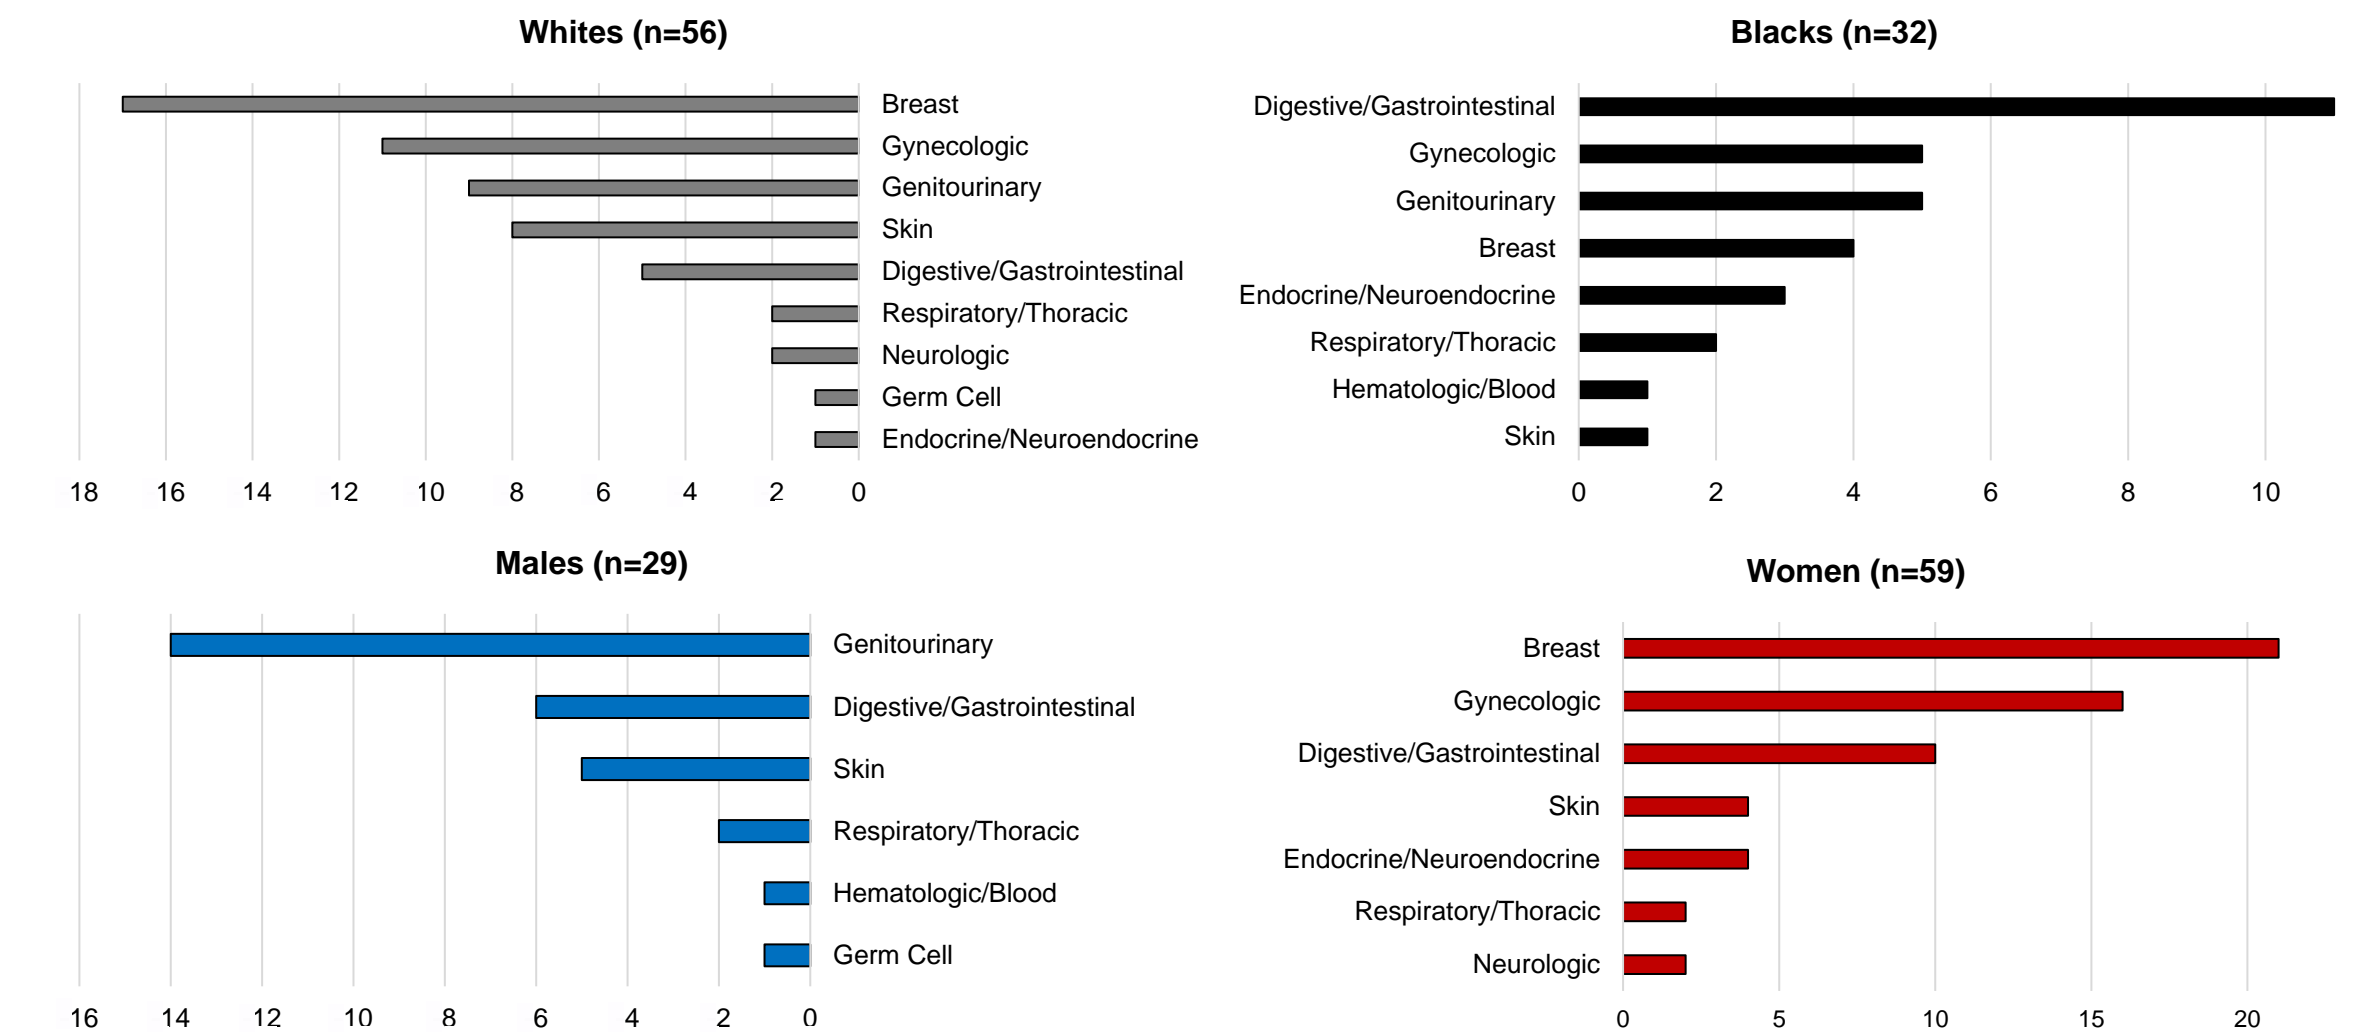 Whites (n=56)
Breast
Gynecologic
Genitourinary
Skin
Digestive/Gastrointestinal
Respiratory/Thoracic
Neurologic
Germ Cell
Endocrine/Neuroendocrine
18 16 14 12 10 8 6 4 2 0
Blacks (n=32)
Digestive/Gastrointestinal
Gynecologic
Genitourinary
Breast
Endocrine/Neuroendocrine
Respiratory/Thoracic
Hematologic/Blood
Skin
0 2 4 6 8 10
Males (n=29)
Genitourinary
Digestive/Gastrointestinal
Skin
Respiratory/Thoracic
Hematologic/Blood
Germ Cell
16 14 12 10 8 6 4 2 0
Women (n=59)
Breast
Gynecologic
Digestive/Gastrointestinal
Skin
Endocrine/Neuroendocrine
Respiratory/Thoracic
Neurologic
0 5 10 15 20